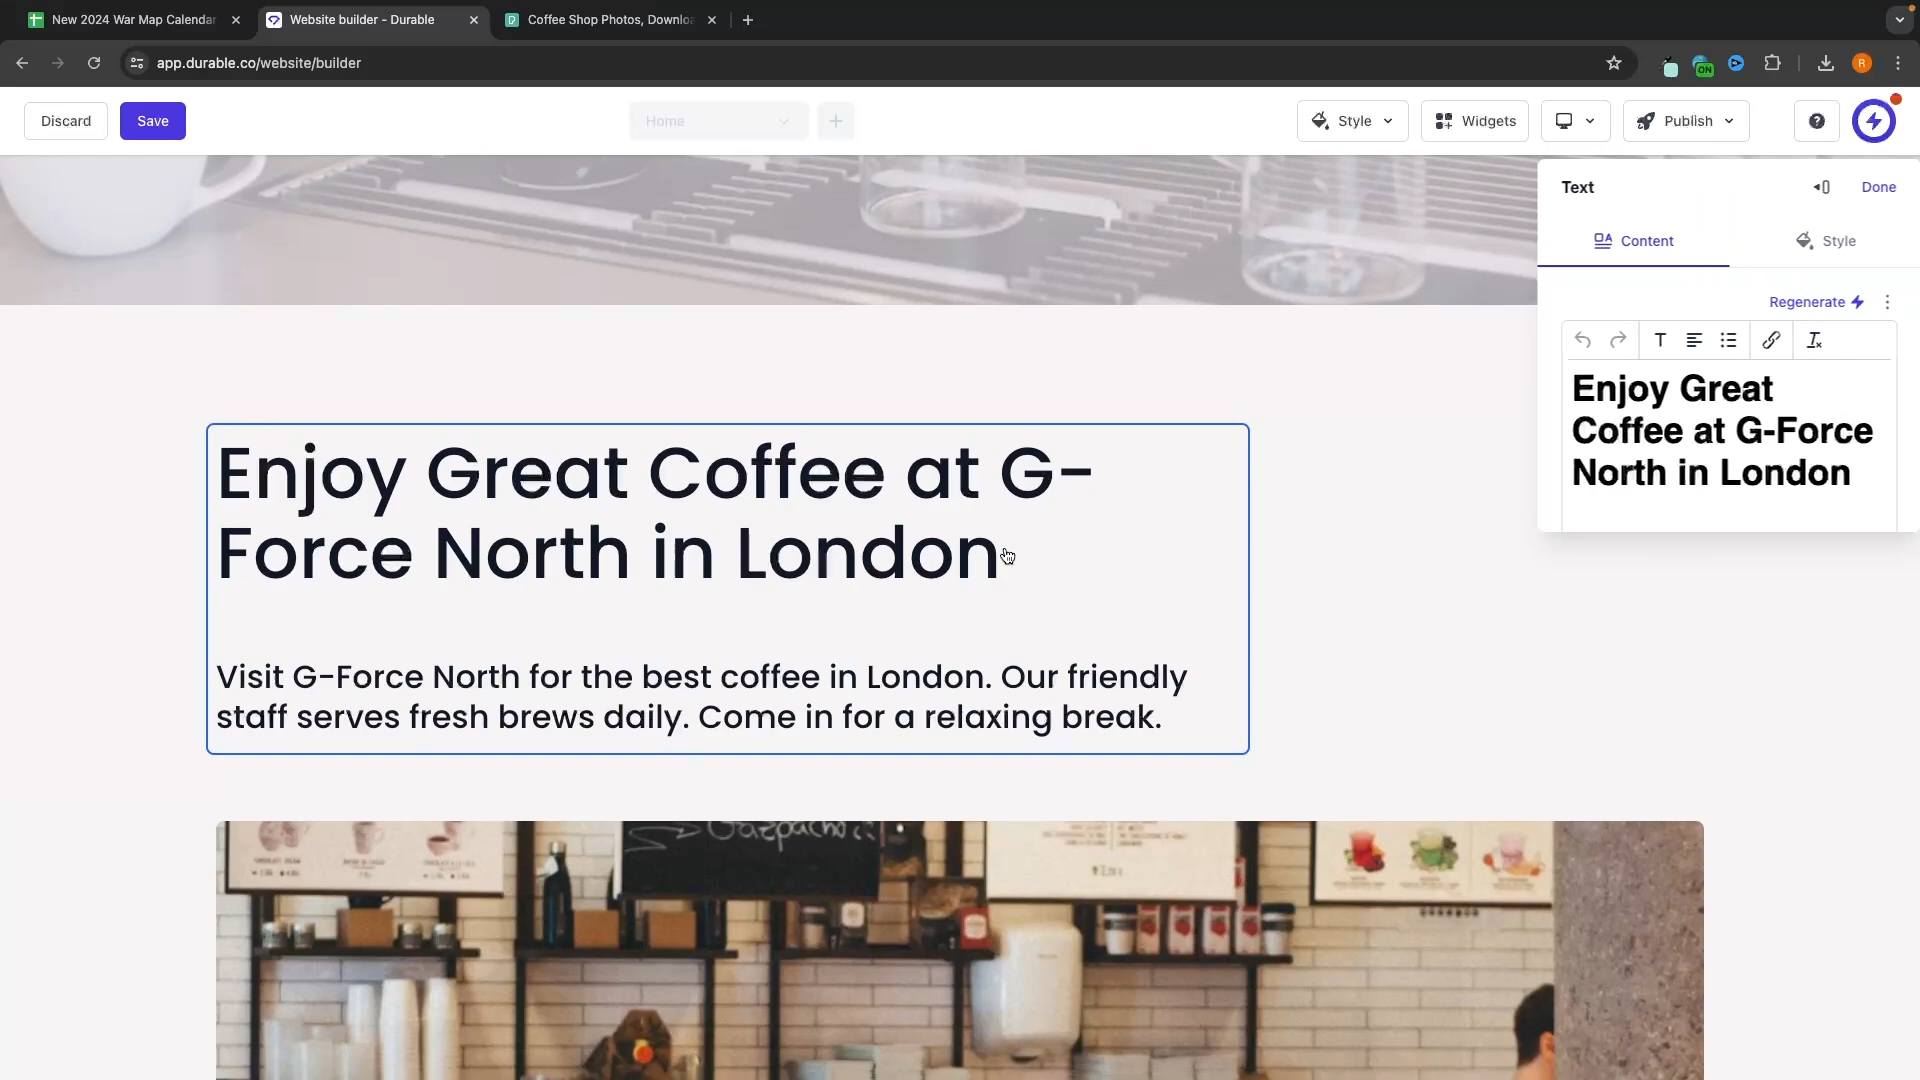 New 2024 War Map Calendar
Website builder - Durable
Coffee Shop Photos, Downloa
app.durable.co/website/builder
ON
R
Discard
Save
Home
Style
Widgets
Publish
Text
Done
Content
Style
Regenerate
Enjoy Great
Coffee at G-Force
North in London
Enjoy Great Coffee at G-
Force North in London
Visit G-Force North for the best coffee in London. Our friendly
staff serves fresh brews daily. Come in for a relaxing break.
Gazpacho